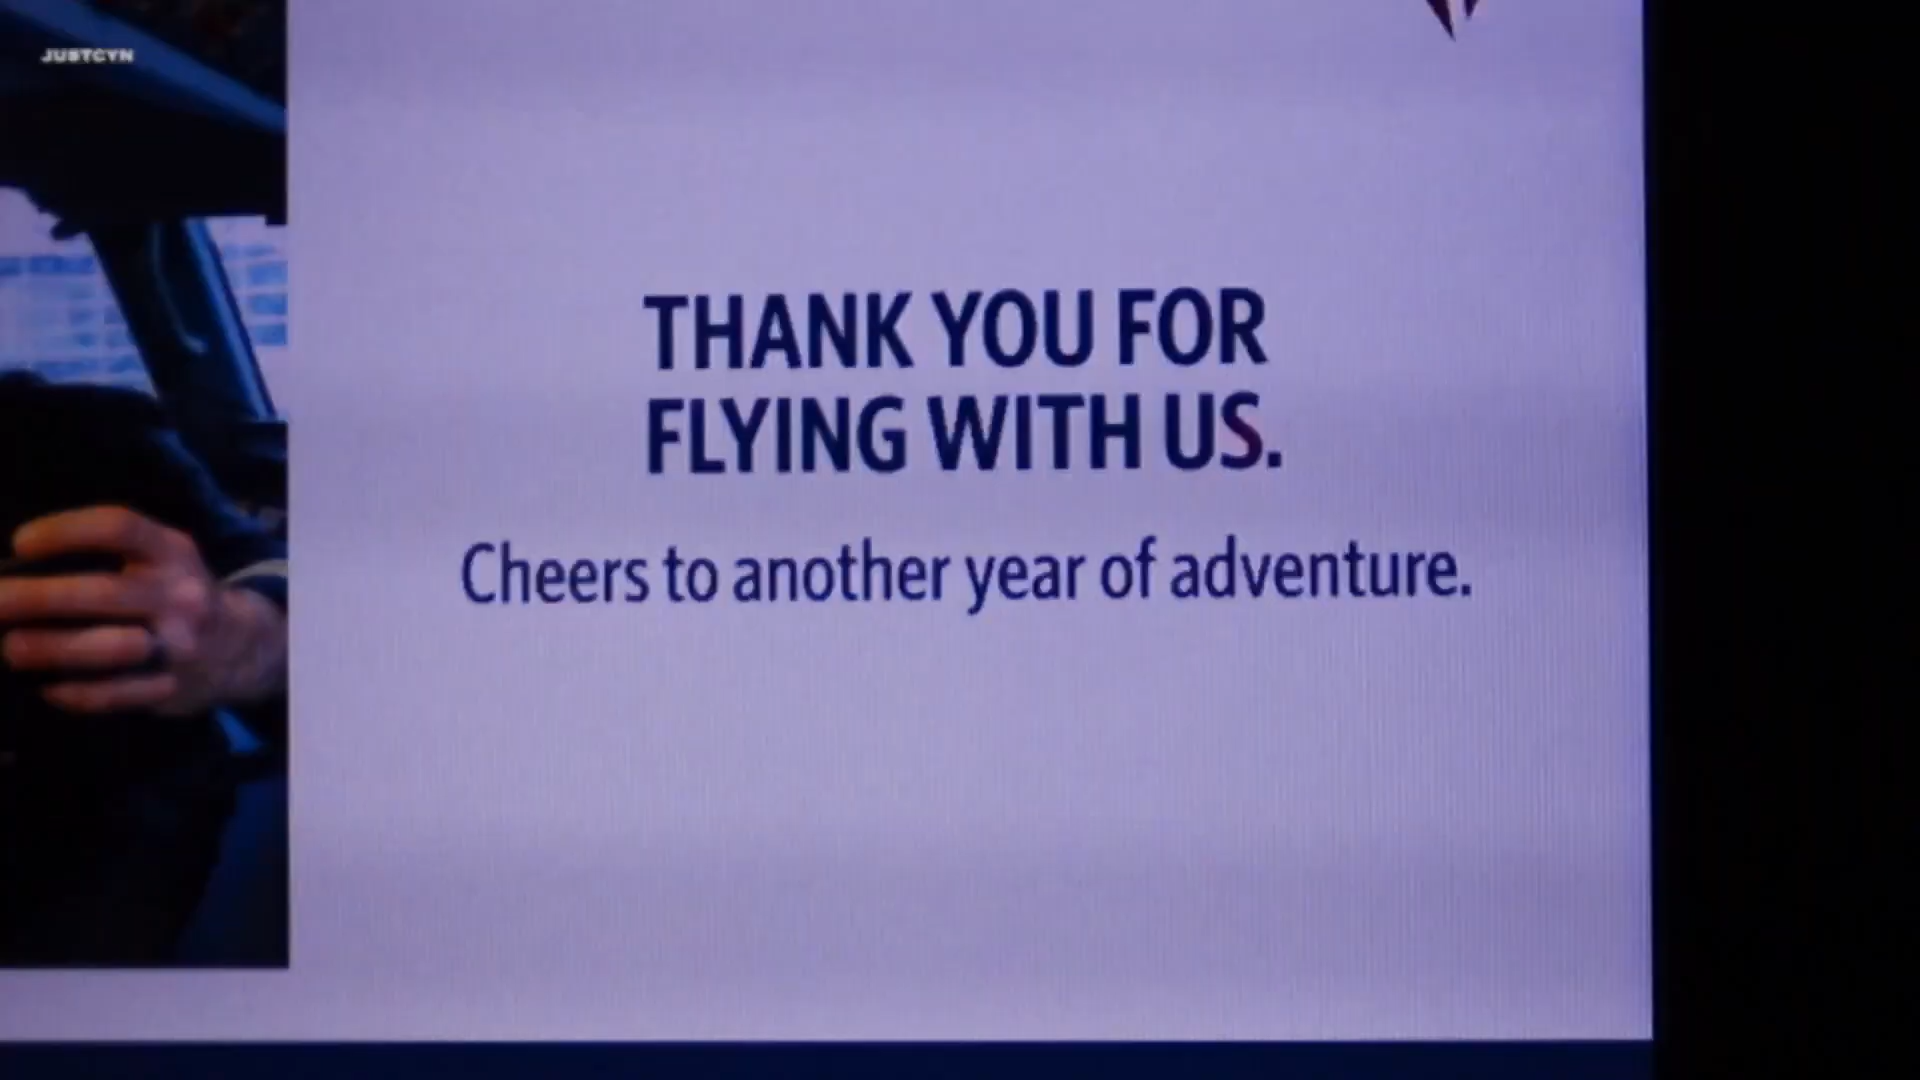 JUSTCYN
THANK YOU FOR
FLYING WITH US.
Cheers to another year of adventure.